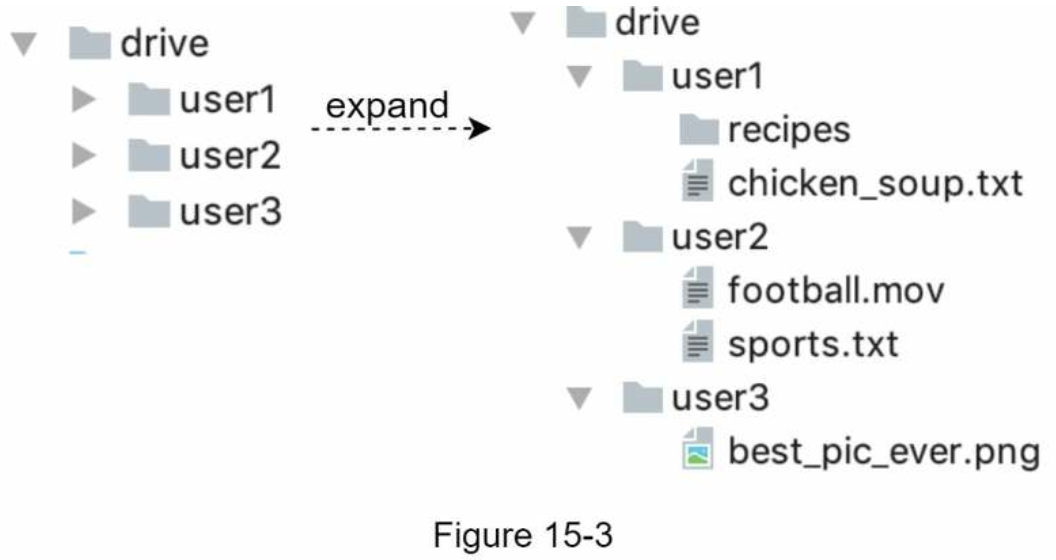 drive
user1
user2
user3
expand
drive
user1
recipes
chicken_soup.txt
user2
football.mov
sports.txt
user3
best_pic_ever.png
Figure 15-3